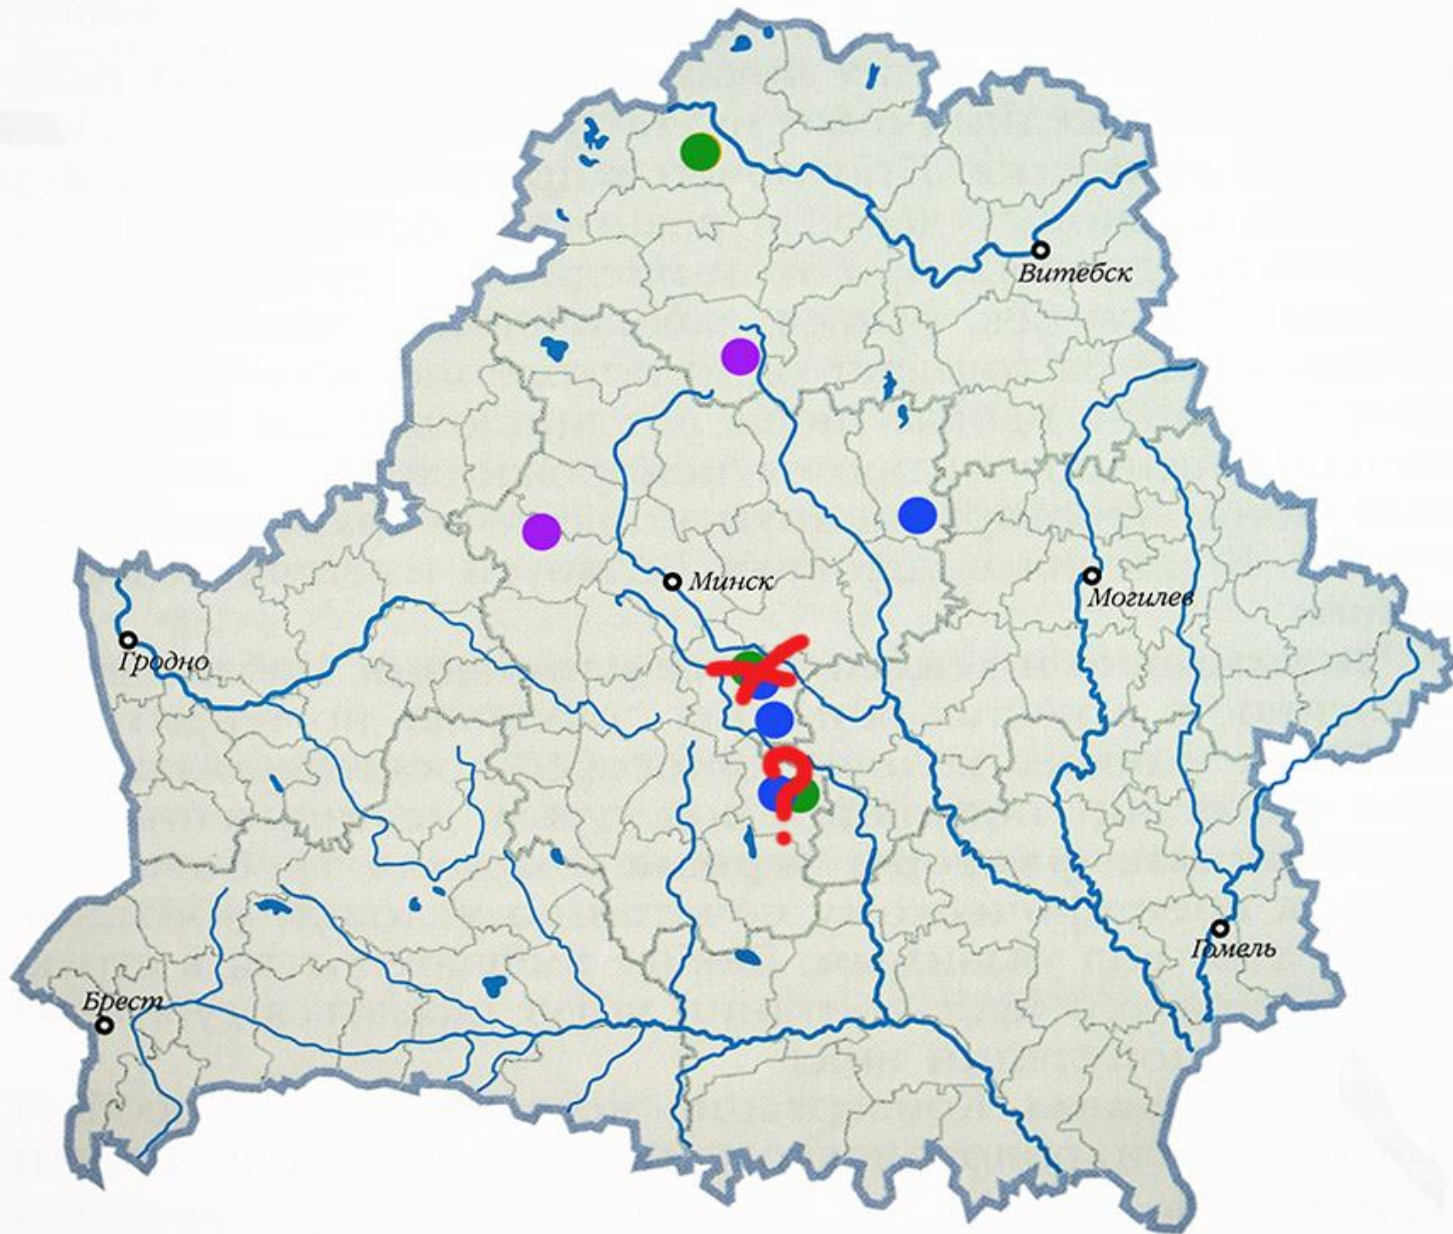 Витебск
Минск
Могилев
Гродно
Гомель
Брест
?